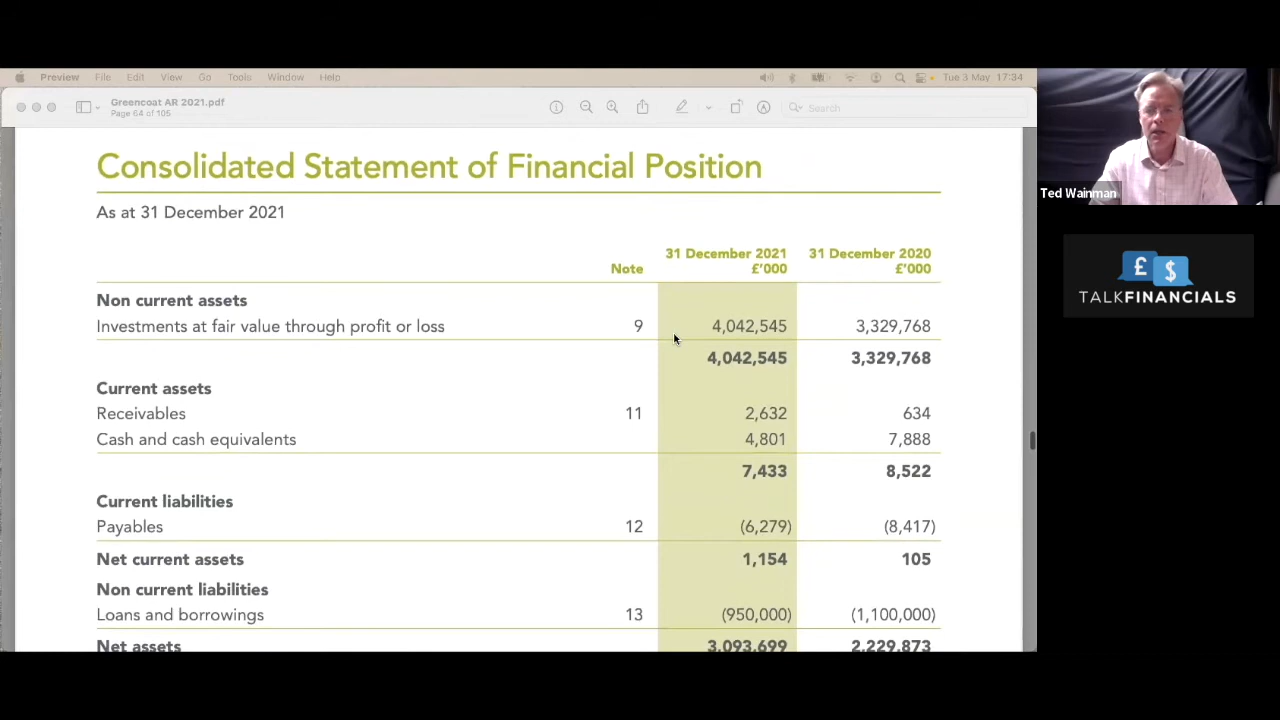 Preview File Edit View Go Tools Window Help Tue 3 May 17:34
Greencoat AR 2021.pdf
Page 64 of 105
Search
Consolidated Statement of Financial Position
As at 31 December 2021
31 December 2021 31 December 2020
Note £'000 £'000
Non current assets
Investments at fair value through profit or loss 9 4,042,545 3,329,768
4,042,545 3,329,768
Current assets
Receivables 11 2,632 634
Cash and cash equivalents 4,801 7,888
7,433 8,522
Current liabilities
Payables 12 (6,279) (8,417)
Net current assets 1,154 105
Non current liabilities
Loans and borrowings 13 (950,000) (1,100,000)
Net assets 3,093,699 2,229,873
Ted Wainman
£ $
TALKFINANCIALS